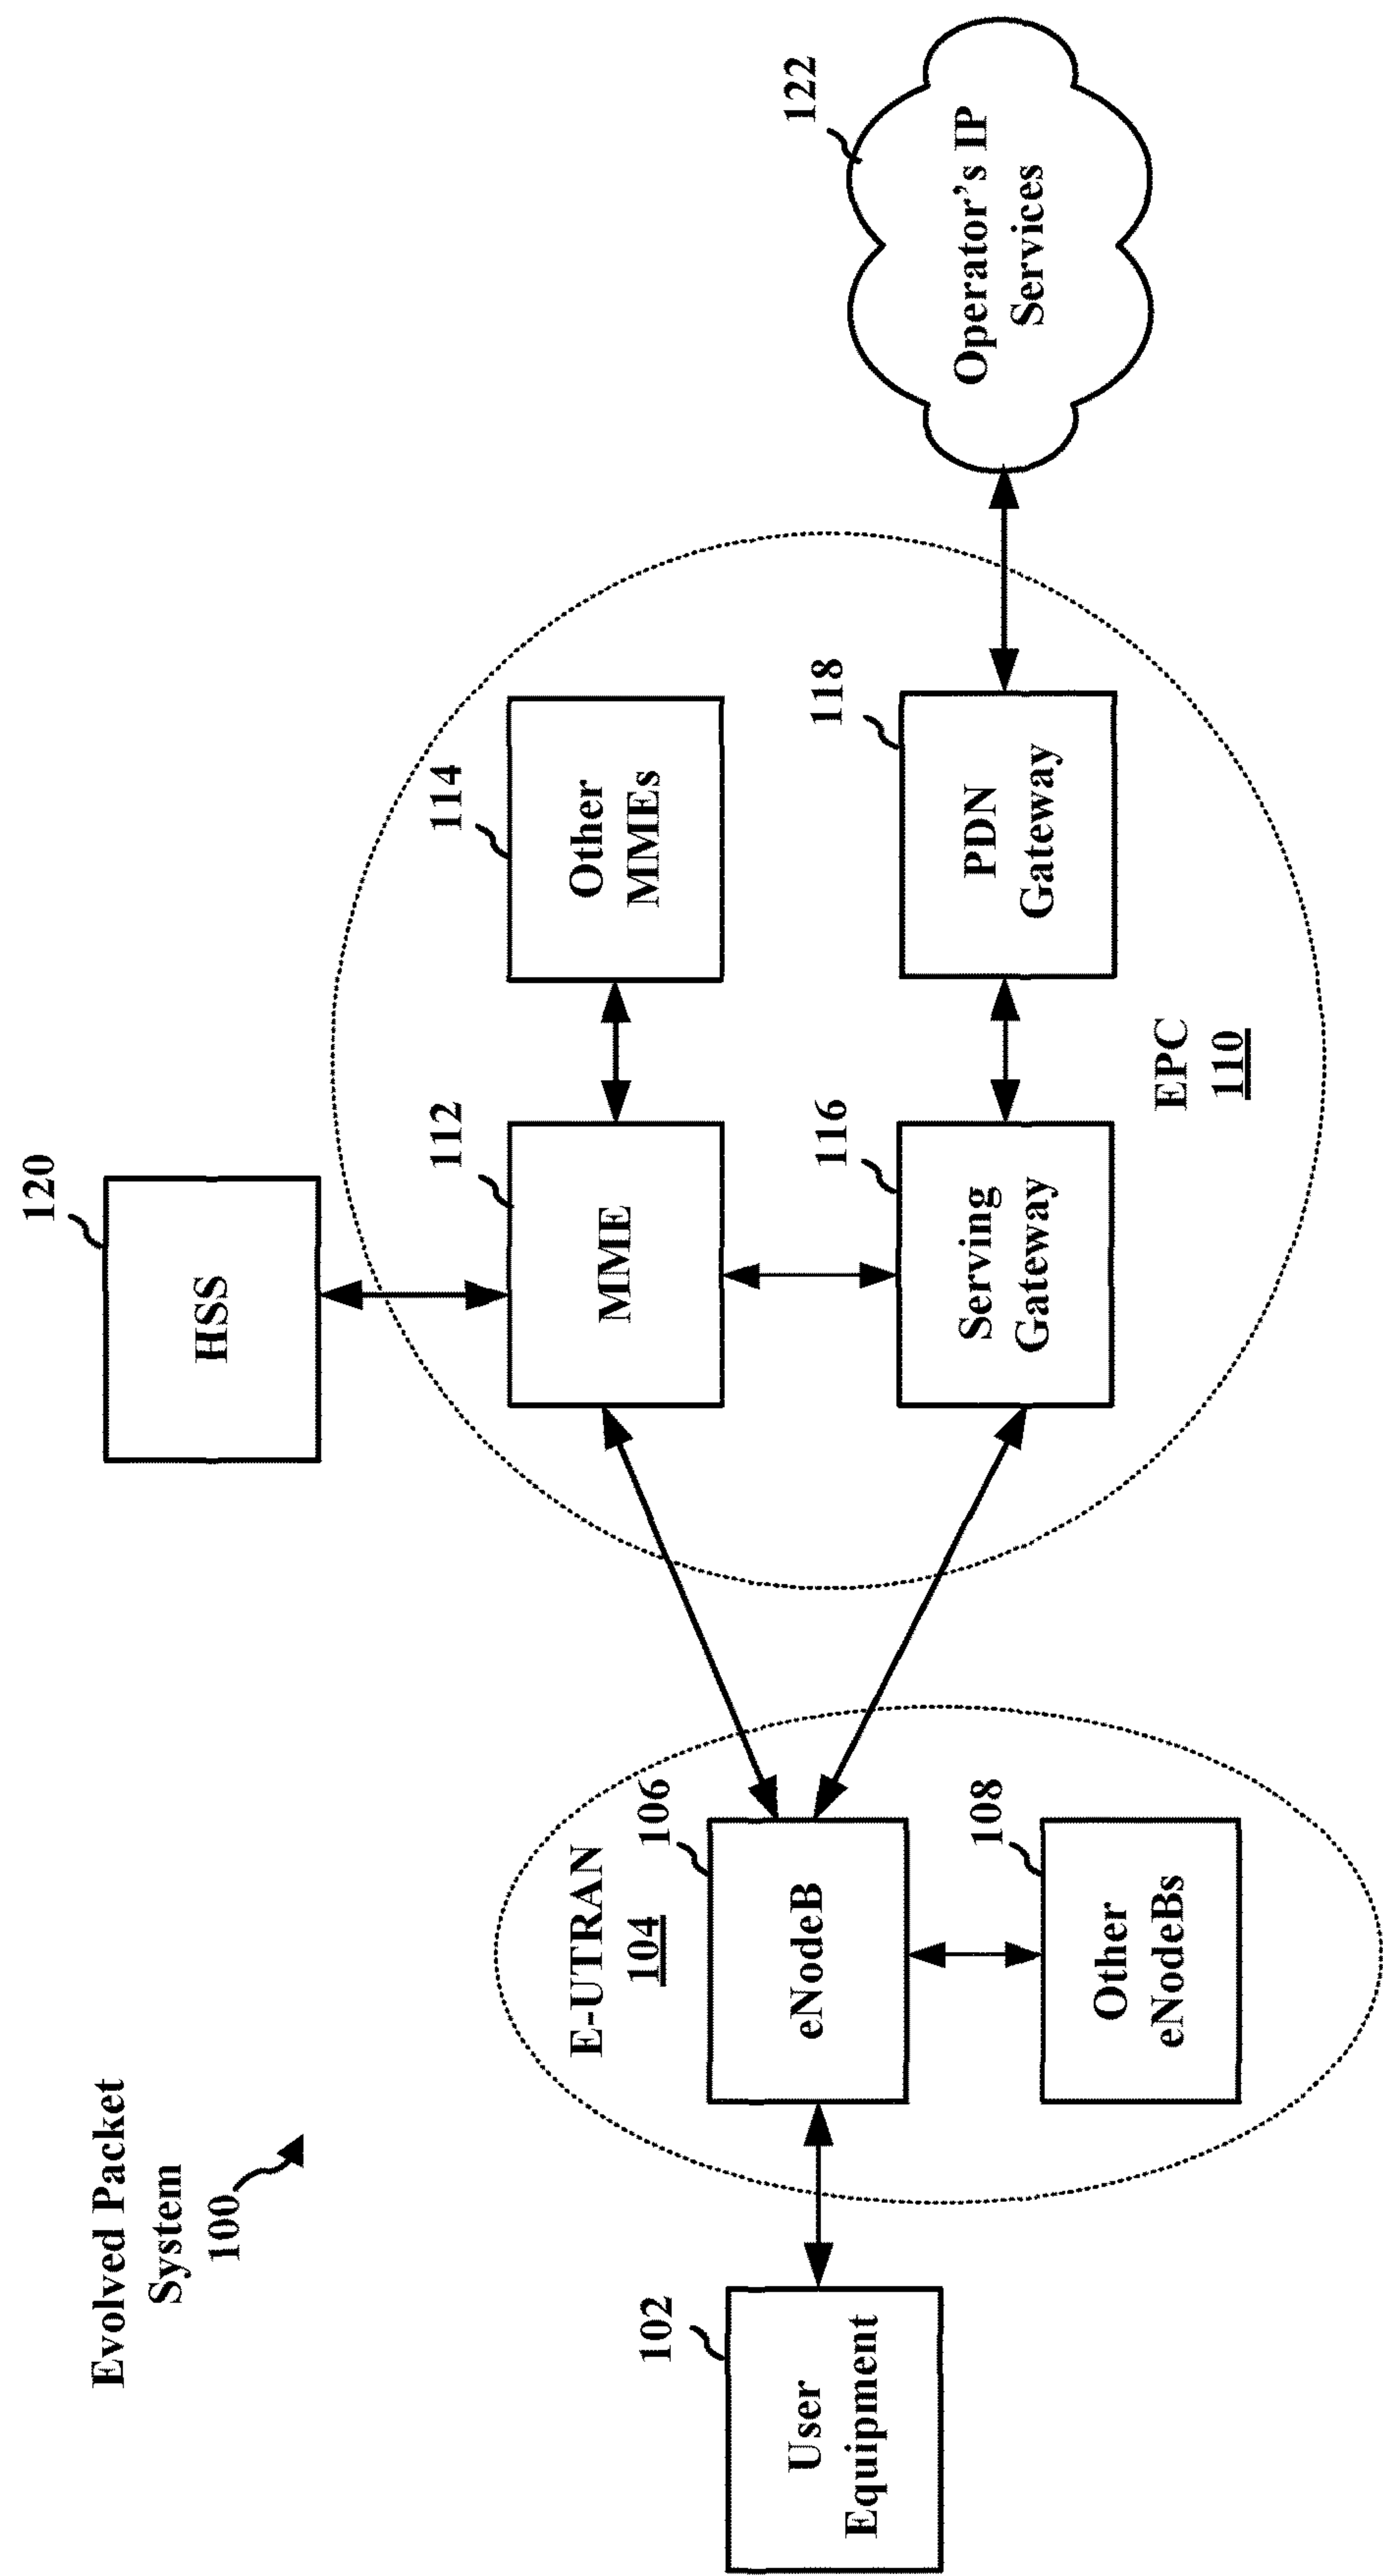 Evolved Packet
System
100
102
User
Equipment
E-UTRAN
104
106
eNodeB
108
Other
eNodeBs
120
HSS
112
MME
114
Other
MMEs
116
Serving
Gateway
118
PDN
Gateway
EPC
110
122
Operator’s IP
Services